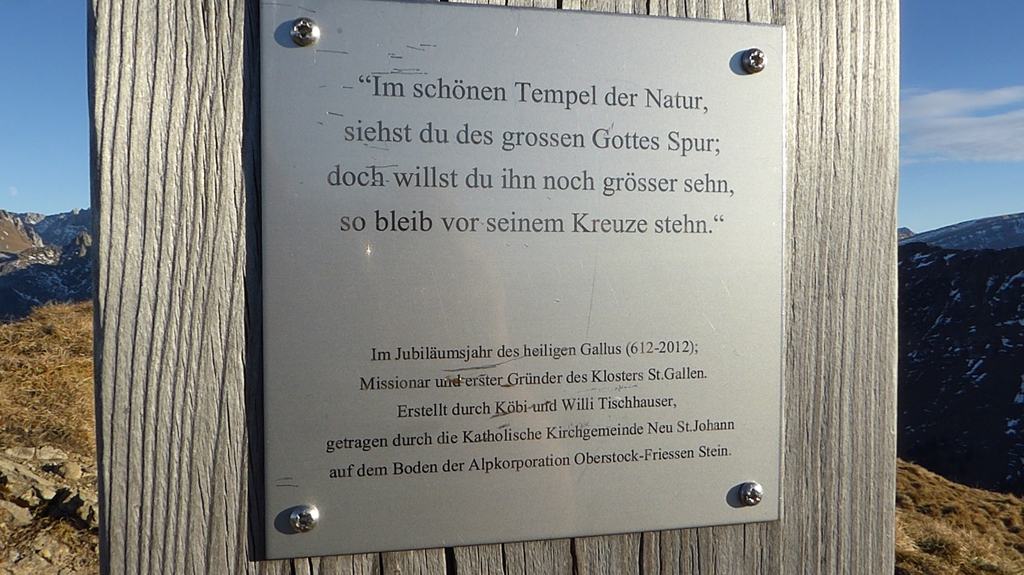 “Im schönen Tempel der Natur,
siehst du des grossen Gottes Spur;
doch willst du ihn noch grösser sehn,
so bleib vor seinem Kreuze stehn.“
Im Jubiläumsjahr des heiligen Gallus (612-2012);
Missionar und erster Gründer des Klosters St.Gallen.
Erstellt durch Köbi und Willi Tischhauser,
getragen durch die Katholische Kirchgemeinde Neu St.Johann
auf dem Boden der Alpkorporation Oberstock-Friessen Stein.